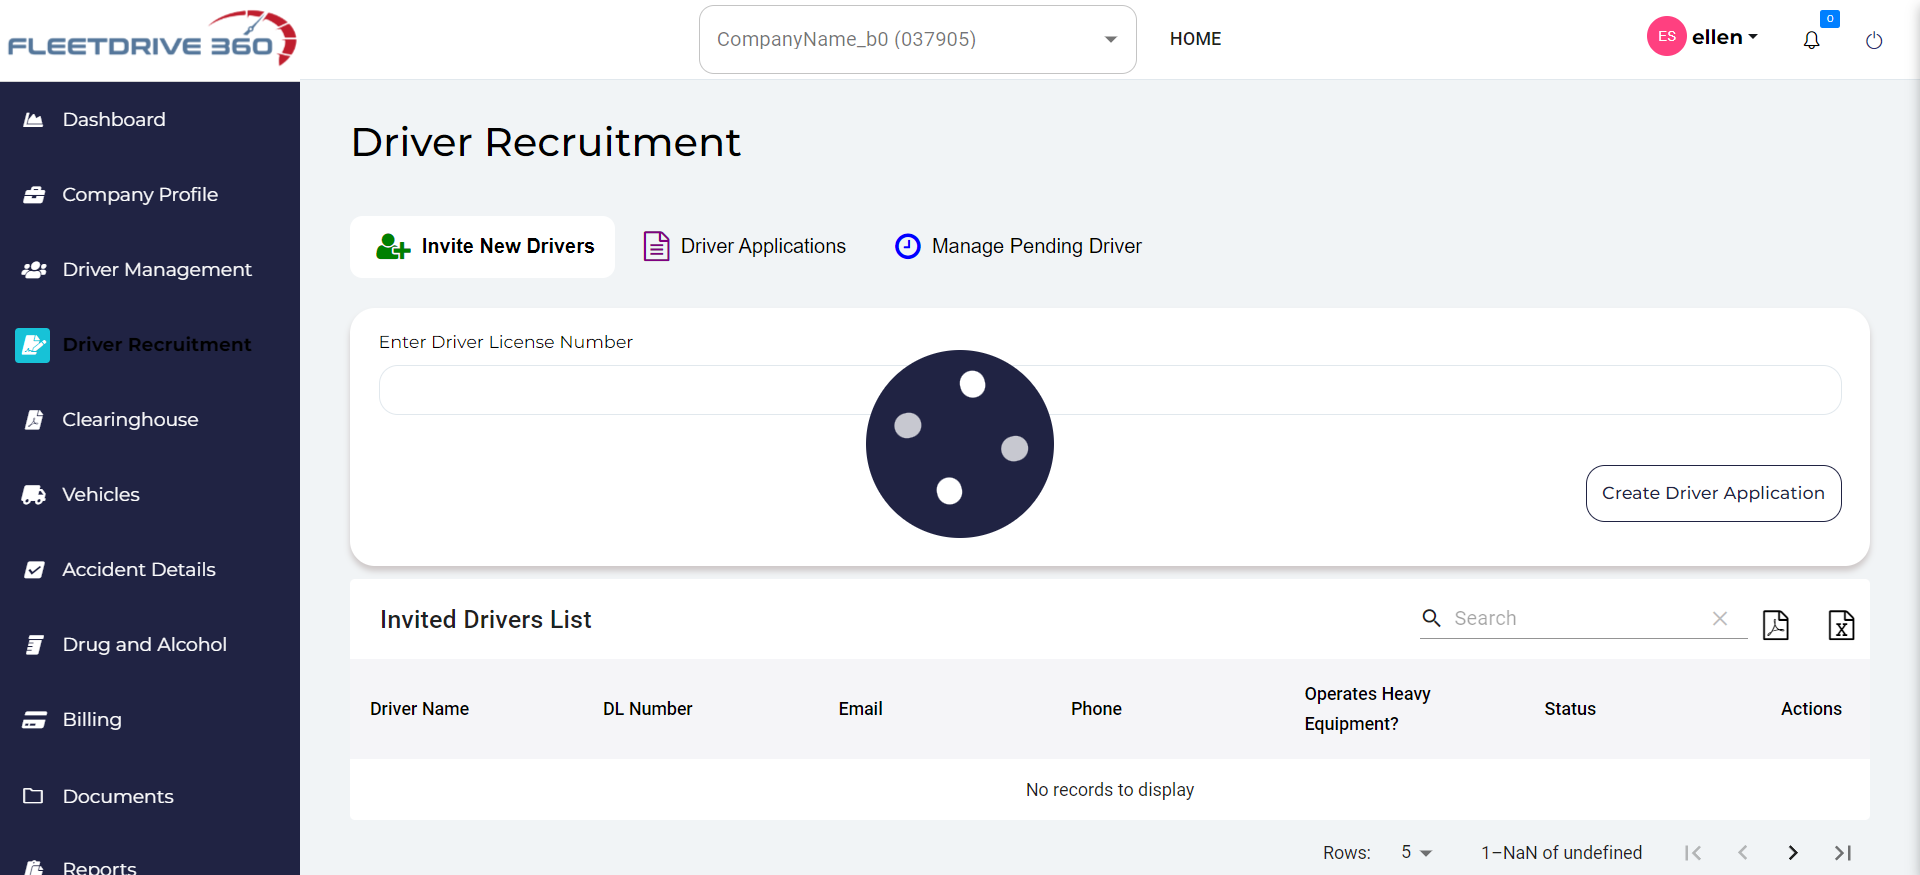 FLEETDRIVE 360
CompanyName_b0 (037905)
HOME
ES
ellen
0
Dashboard
Company Profile
Driver Management
Driver Recruitment
Clearinghouse
Vehicles
Accident Details
Drug and Alcohol
Billing
Documents
Reports
Driver Recruitment
Invite New Drivers
Driver Applications
Manage Pending Driver
Enter Driver License Number
Create Driver Application
Invited Drivers List
Search
X
Driver Name
DL Number
Email
Phone
Operates Heavy
Equipment?
Status
Actions
No records to display
Rows:
5
1–NaN of undefined